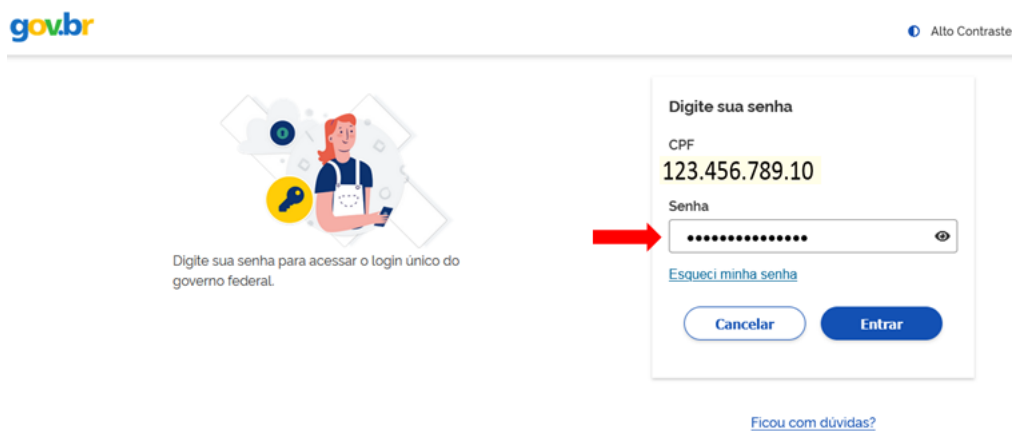 gov.br
Alto Contraste
Digite sua senha
CPF
123.456.789.10
Senha
•••••••••••••••
Esqueci minha senha
Digite sua senha para acessar o login único do
governo federal.
Cancelar
Entrar
Ficou com dúvidas?